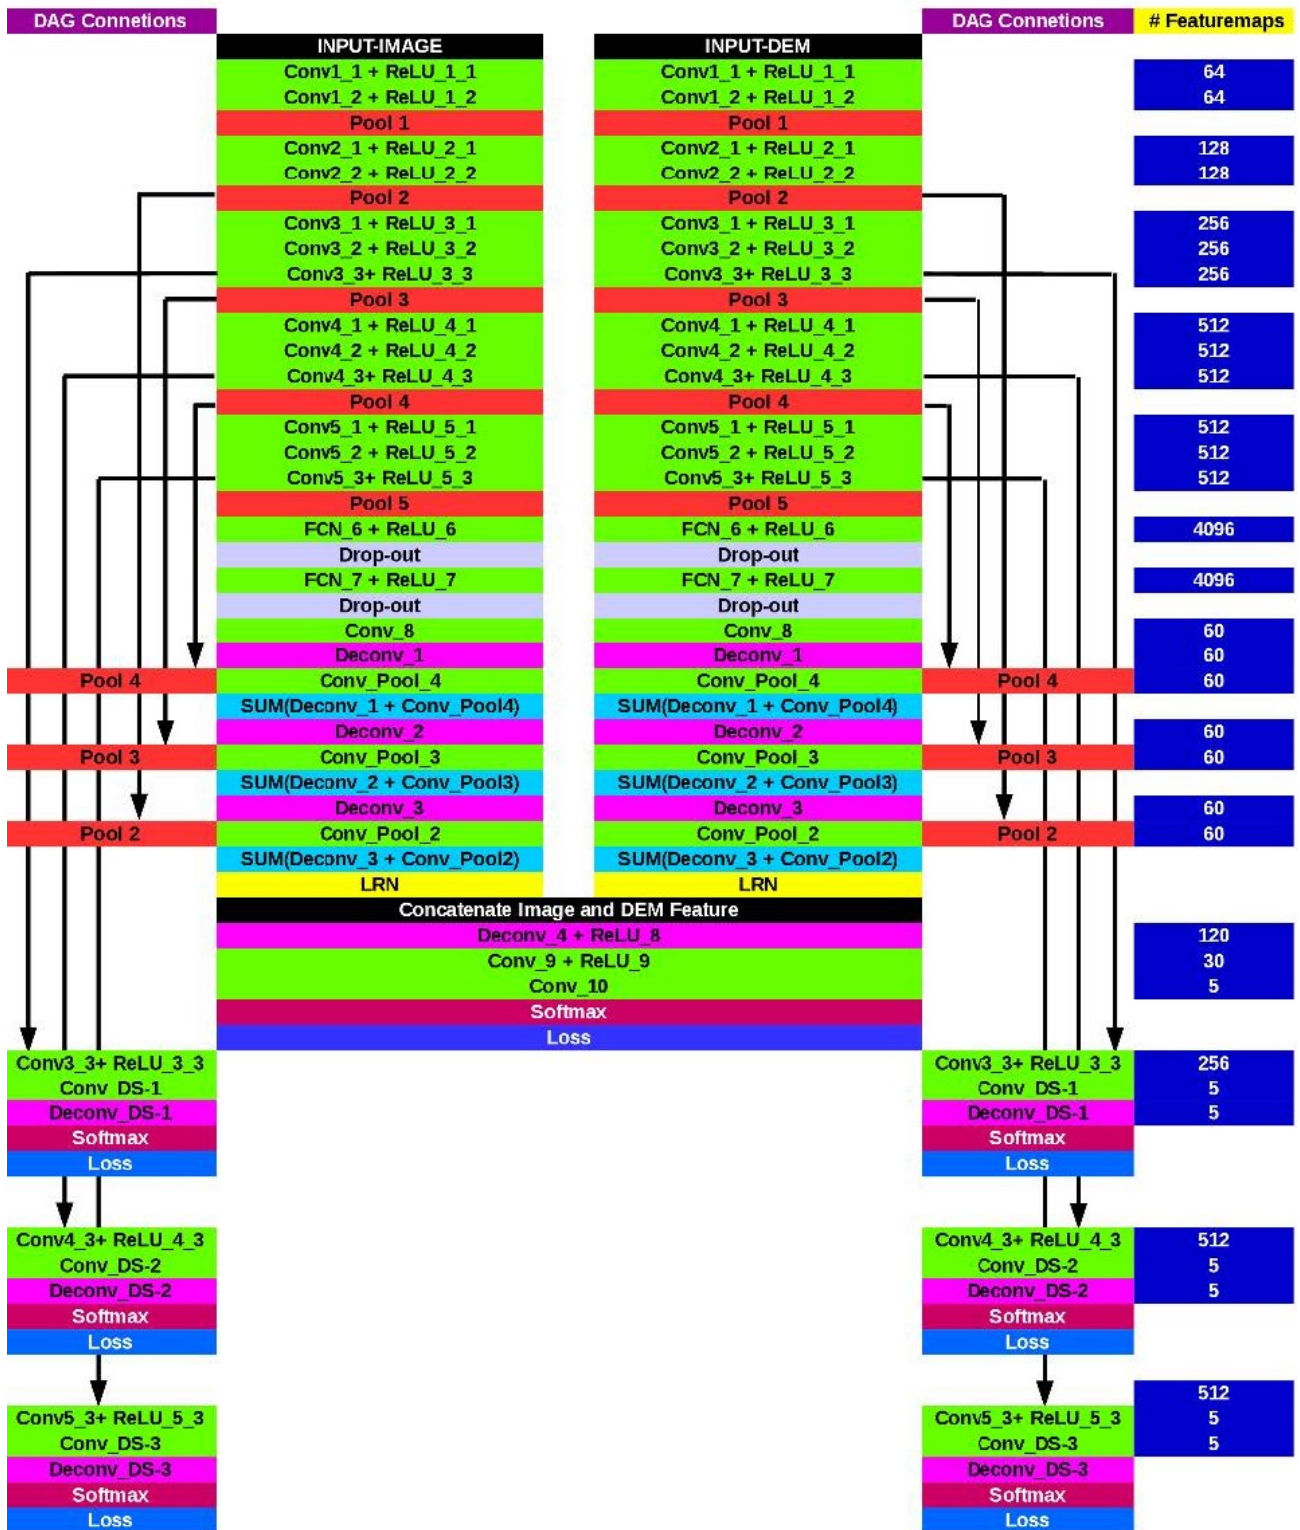 DAG Connetions DAG Connetions # Featuremaps
INPUT-IMAGE INPUT-DEM
Conv1_1 + ReLU_1_1 Conv1_1 + ReLU_1_1 64
Conv1_2 + ReLU_1_2 Conv1_2 + ReLU_1_2 64
Pool 1 Pool 1
Conv2_1 + ReLU_2_1 Conv2_1 + ReLU_2_1 128
Conv2_2 + ReLU_2_2 Conv2_2 + ReLU_2_2 128
Pool 2 Pool 2
Conv3_1 + ReLU_3_1 Conv3_1 + ReLU_3_1 256
Conv3_2 + ReLU_3_2 Conv3_2 + ReLU_3_2 256
Conv3_3+ ReLU_3_3 Conv3_3+ ReLU_3_3 256
Pool 3 Pool 3
Conv4_1 + ReLU_4_1 Conv4_1 + ReLU_4_1 512
Conv4_2 + ReLU_4_2 Conv4_2 + ReLU_4_2 512
Conv4_3+ ReLU_4_3 Conv4_3+ ReLU_4_3 512
Pool 4 Pool 4
Conv5_1 + ReLU_5_1 Conv5_1 + ReLU_5_1 512
Conv5_2 + ReLU_5_2 Conv5_2 + ReLU_5_2 512
Conv5_3+ ReLU_5_3 Conv5_3+ ReLU_5_3 512
Pool 5 Pool 5
FCN_6 + ReLU_6 FCN_6 + ReLU_6 4096
Drop-out Drop-out
FCN_7 + ReLU_7 FCN_7 + ReLU_7 4096
Drop-out Drop-out
Conv_8 Conv_8 60
Deconv_1 Deconv_1 60
Pool 4 Conv_Pool_4 Conv_Pool_4 Pool 4 60
SUM(Deconv_1 + Conv_Pool4) SUM(Deconv_1 + Conv_Pool4)
Deconv_2 Deconv_2 60
Pool 3 Conv_Pool_3 Conv_Pool_3 Pool 3 60
SUM(Deconv_2 + Conv_Pool3) SUM(Deconv_2 + Conv_Pool3)
Deconv_3 Deconv_3 60
Pool 2 Conv_Pool_2 Conv_Pool_2 Pool 2 60
SUM(Deconv_3 + Conv_Pool2) SUM(Deconv_3 + Conv_Pool2)
LRN LRN
Concatenate Image and DEM Feature
Deconv_4 + ReLU_8 120
Conv_9 + ReLU_9 30
Conv_10 5
Softmax
Loss
Conv3_3+ ReLU_3_3 Conv3_3+ ReLU_3_3 256
Conv_DS-1 Conv_DS-1 5
Deconv_DS-1 Deconv_DS-1 5
Softmax Softmax
Loss Loss
Conv4_3+ ReLU_4_3 Conv4_3+ ReLU_4_3 512
Conv_DS-2 Conv_DS-2 5
Deconv_DS-2 Deconv_DS-2 5
Softmax Softmax
Loss Loss
512
Conv5_3+ ReLU_5_3 Conv5_3+ ReLU_5_3 5
Conv_DS-3 Conv_DS-3 5
Deconv_DS-3 Deconv_DS-3
Softmax Softmax
Loss Loss